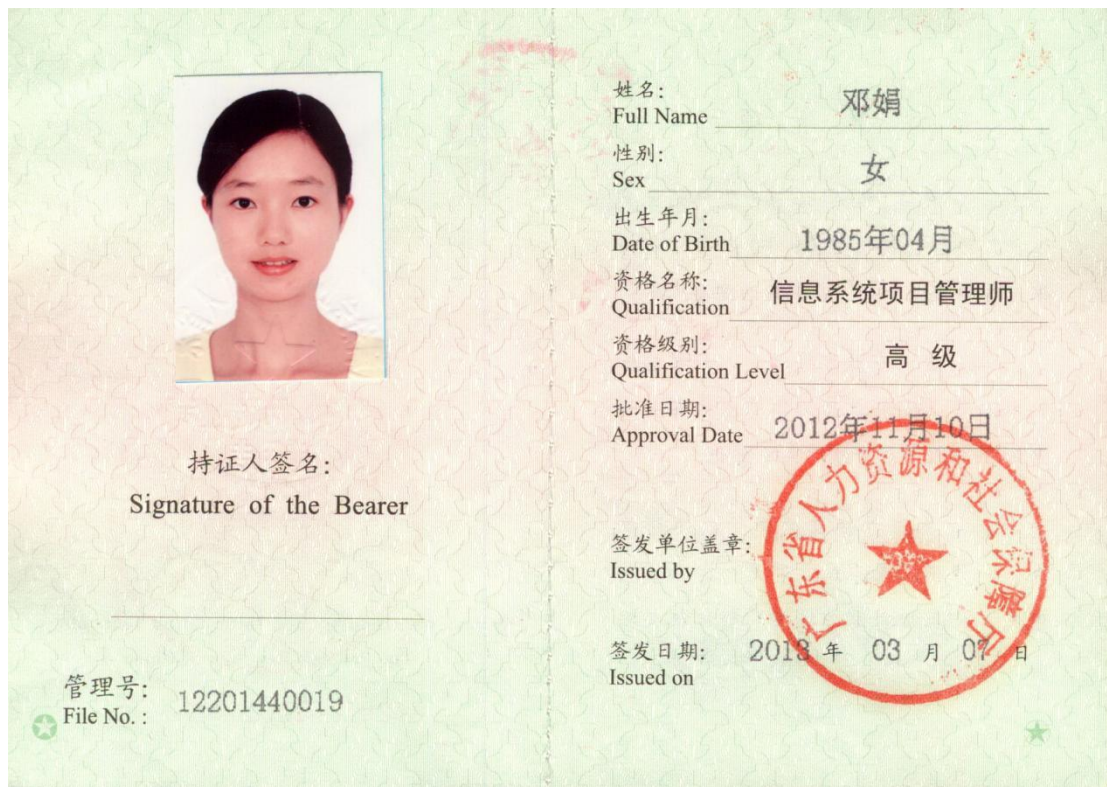 持证人签名:
Signature of the Bearer
管理号:
File No. :
12201440019
姓名:
Full Name
邓娟
性别:
Sex
女
出生年月:
Date of Birth
1985年04月
资格名称:
Qualification
信息系统项目管理师
资格级别:
Qualification Level
高 级
批准日期:
Approval Date
2012年11月10日
签发单位盖章:
Issued by
广东省人力资源和社会保障厅
签发日期:
Issued on
2013 年 03 月 07 日